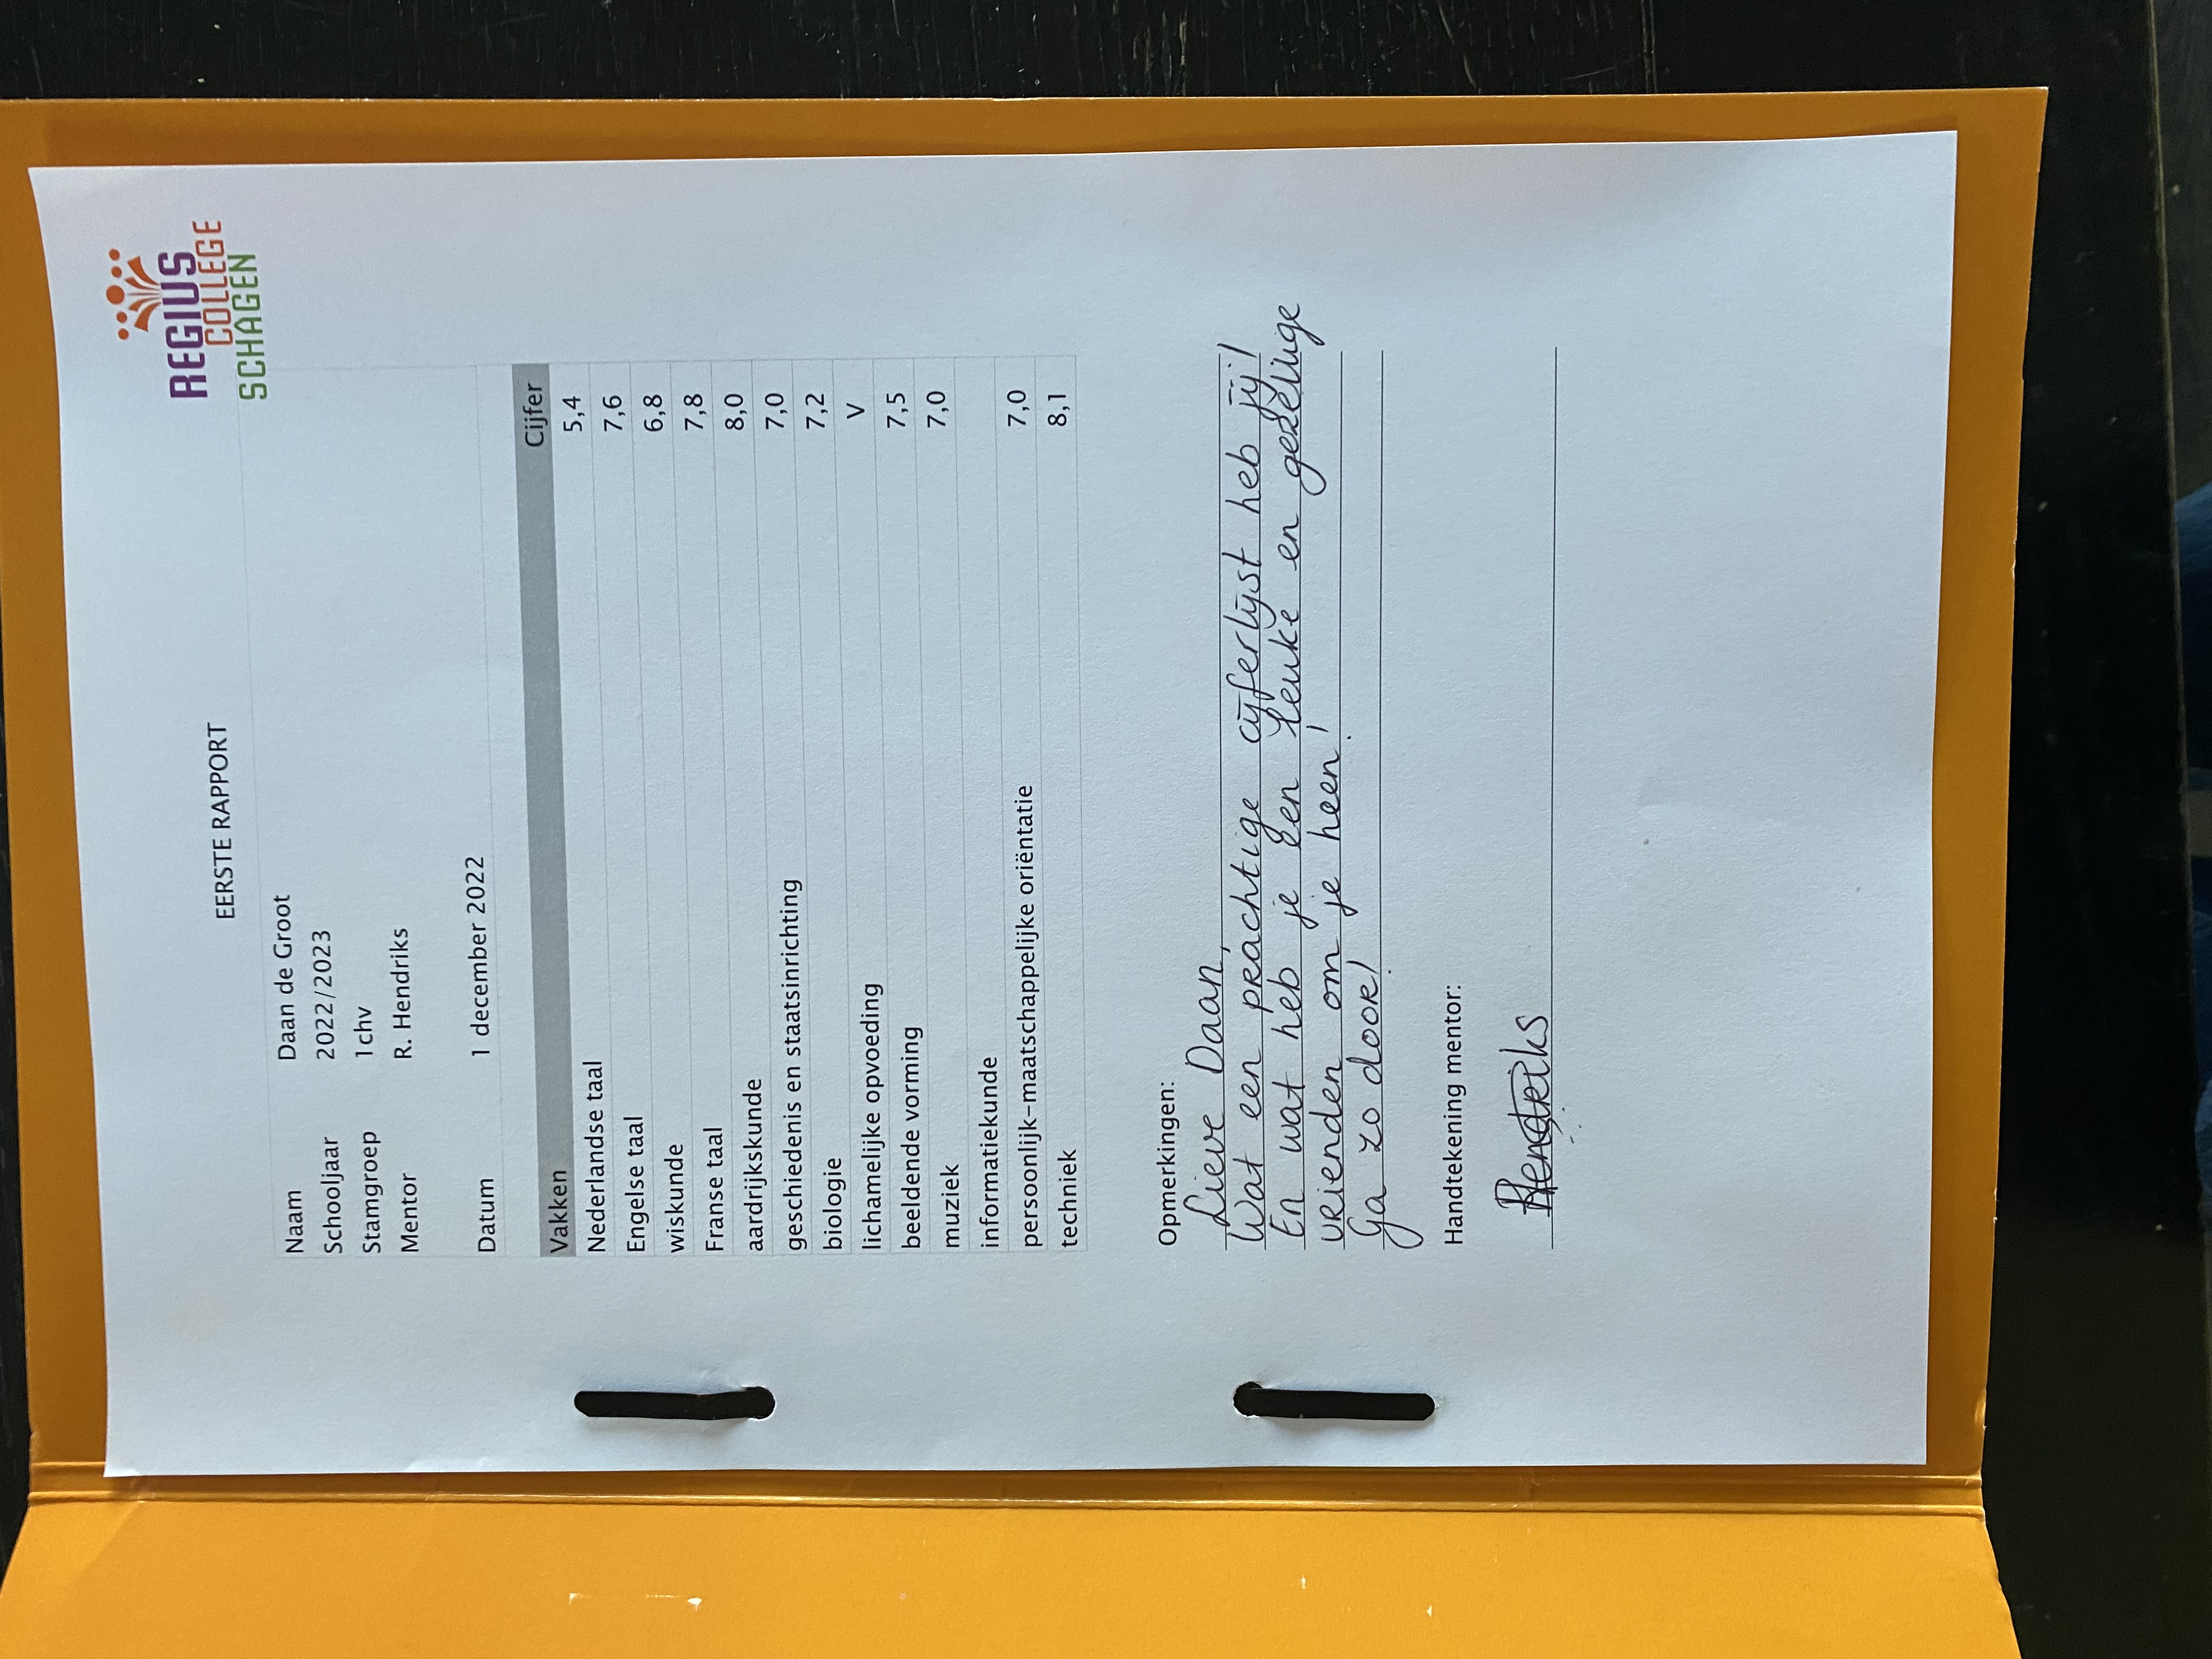 REGIUS
COLLEGE
SCHAGEN
EERSTE RAPPORT
Naam Daan de Groot
Schooljaar 2022/2023
Stamgroep 1chv
Mentor R. Hendriks
Datum 1 december 2022
Vakken Cijfer
Nederlandse taal 5,4
Engelse taal 7,6
wiskunde 6,8
Franse taal 7,8
aardrijkskunde 8,0
geschiedenis en staatsinrichting 7,0
biologie 7,2
lichamelijke opvoeding V
beeldende vorming 7,5
muziek 7,0
informatiekunde
persoonlijk-maatschappelijke oriëntatie 7,0
techniek 8,1
Opmerkingen:
Lieve Daan,
Wat een prachtige cijferlijst heb jij!
En wat heb je een leuke en gezellige
vrienden om je heen!
Ga zo door!
Handtekening mentor:
Hendriks